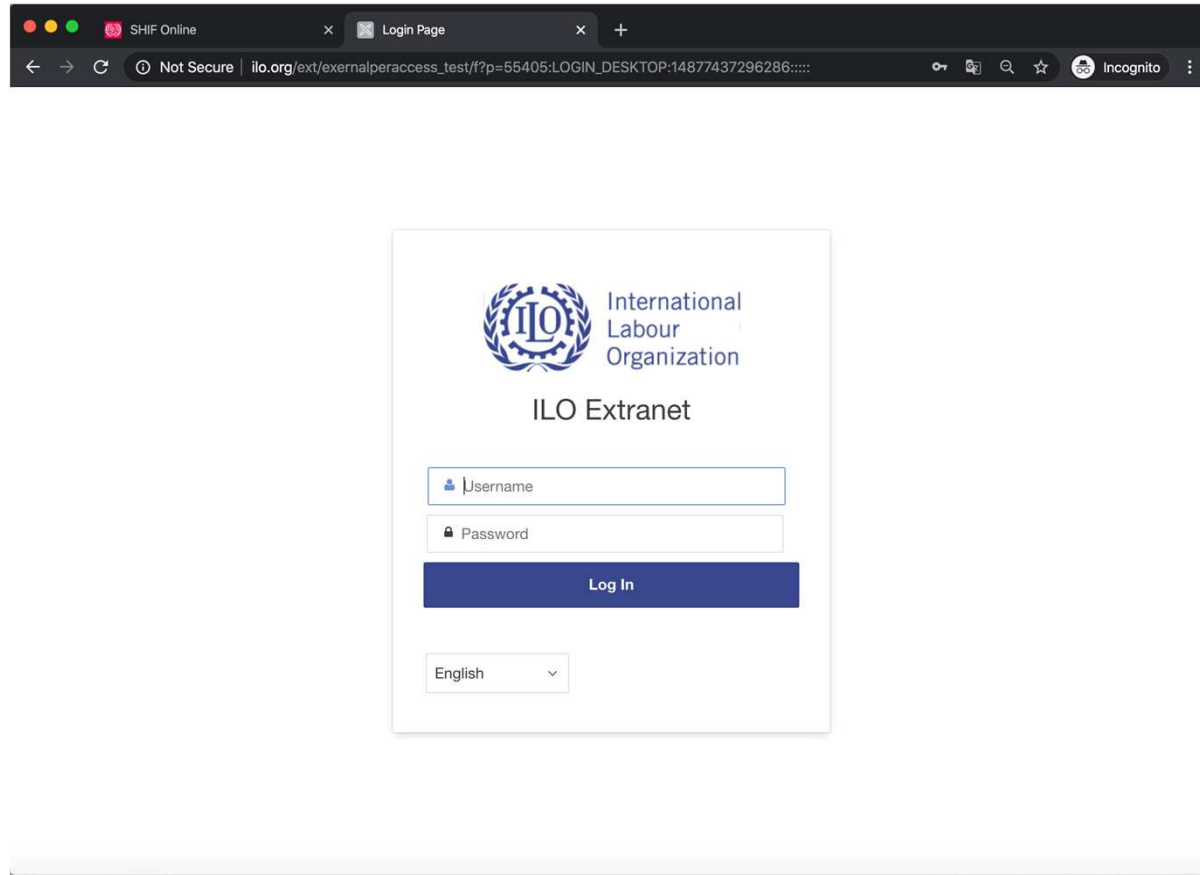 SHIF Online
Login Page
Not Secure | ilo.org/ext/exernalperaccess_test/f?p=55405:LOGIN_DESKTOP:14877437296286:::::
Incognito
ILO
International
Labour
Organization
ILO Extranet
Username
Password
Log In
English